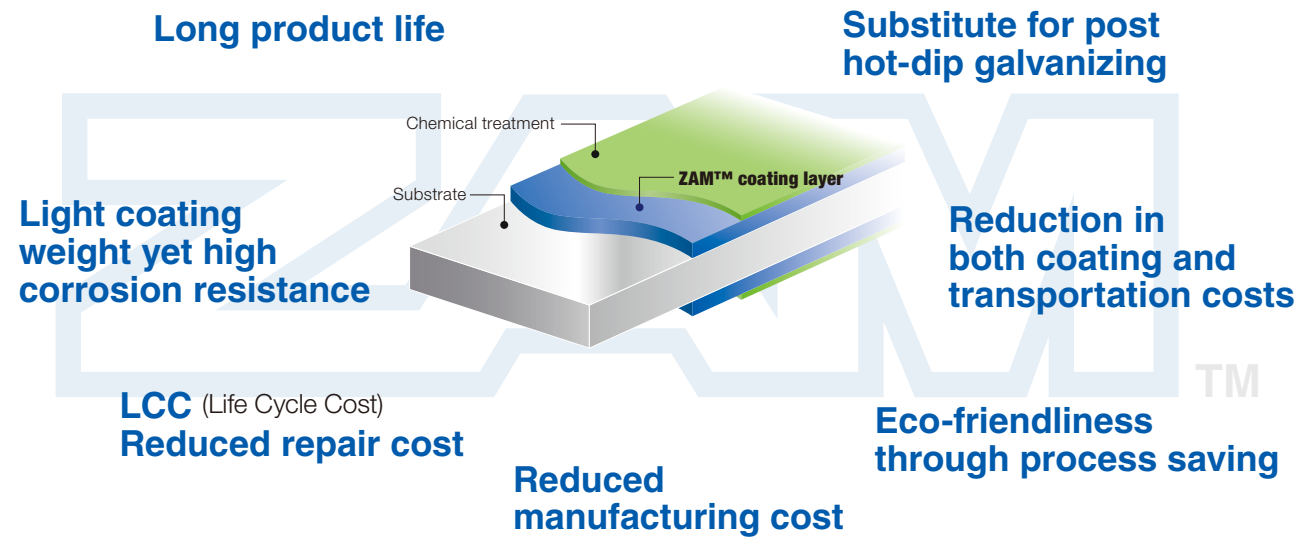 Long product life
Substitute for post
hot-dip galvanizing
Chemical treatment
ZAM™ coating layer
Substrate
Light coating
weight yet high
corrosion resistance
Reduction in
both coating and
transportation costs
ZAM
TM
LCC (Life Cycle Cost)
Reduced repair cost
Eco-friendliness
through process saving
Reduced
manufacturing cost